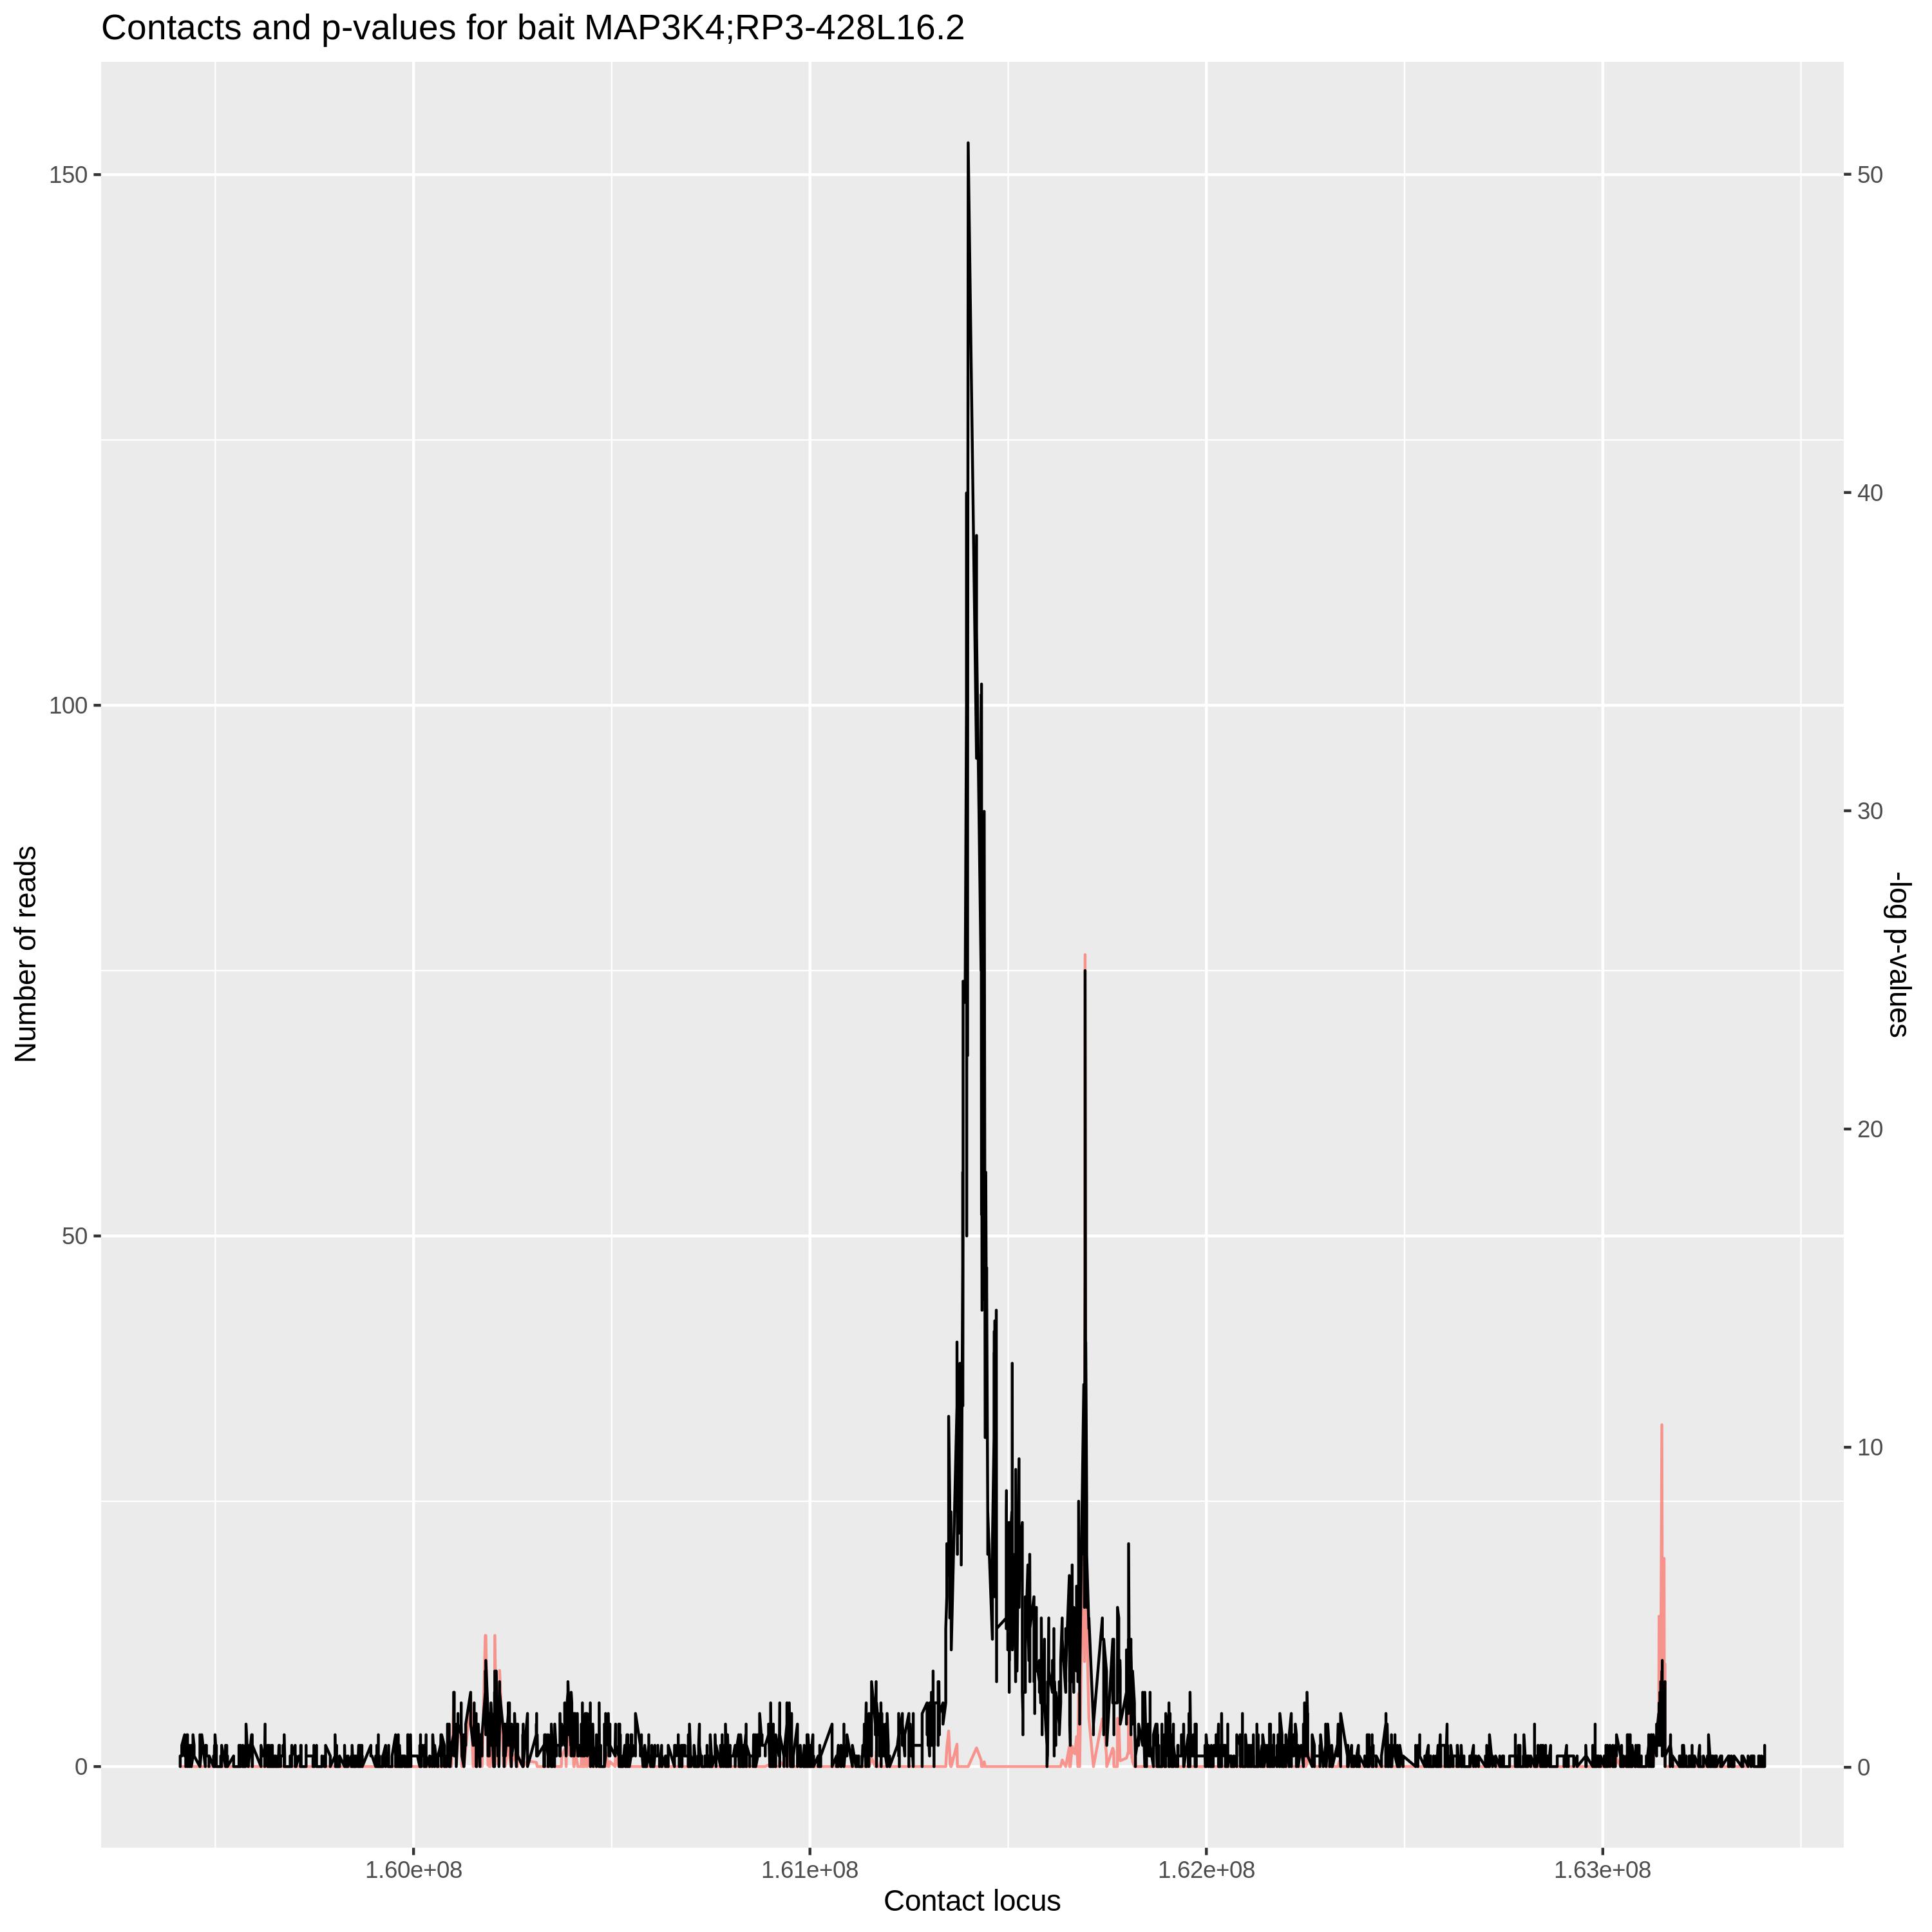 Contacts and p-values for bait MAP3K4;RP3-428L16.2
150
100
50
0
Number of reads
50
40
30
20
10
0
-log p-values
1.60e+08
1.61e+08
1.62e+08
1.63e+08
Contact locus